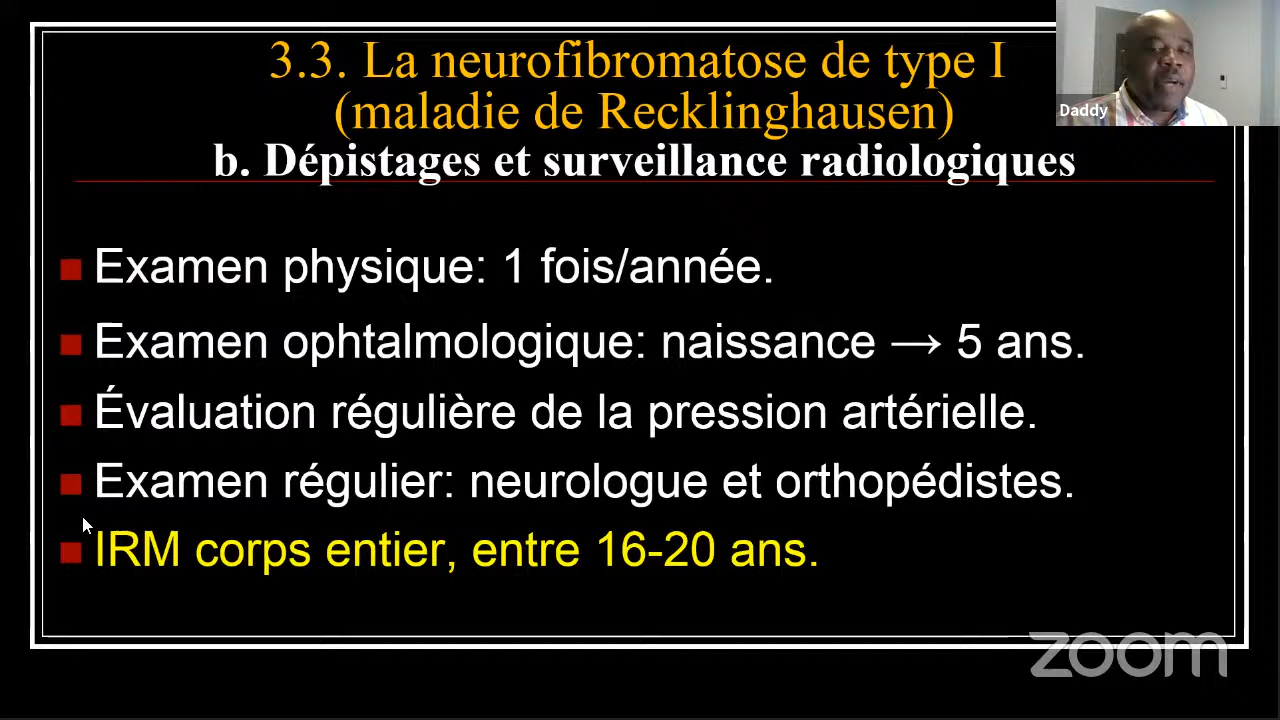 3.3. La neurofibromatose de type I
(maladie de Recklinghausen)
b. Dépistages et surveillance radiologiques
Daddy
Examen physique: 1 fois/année.
Examen ophtalmologique: naissance → 5 ans.
Évaluation régulière de la pression artérielle.
Examen régulier: neurologue et orthopédistes.
IRM corps entier, entre 16-20 ans.
zoom